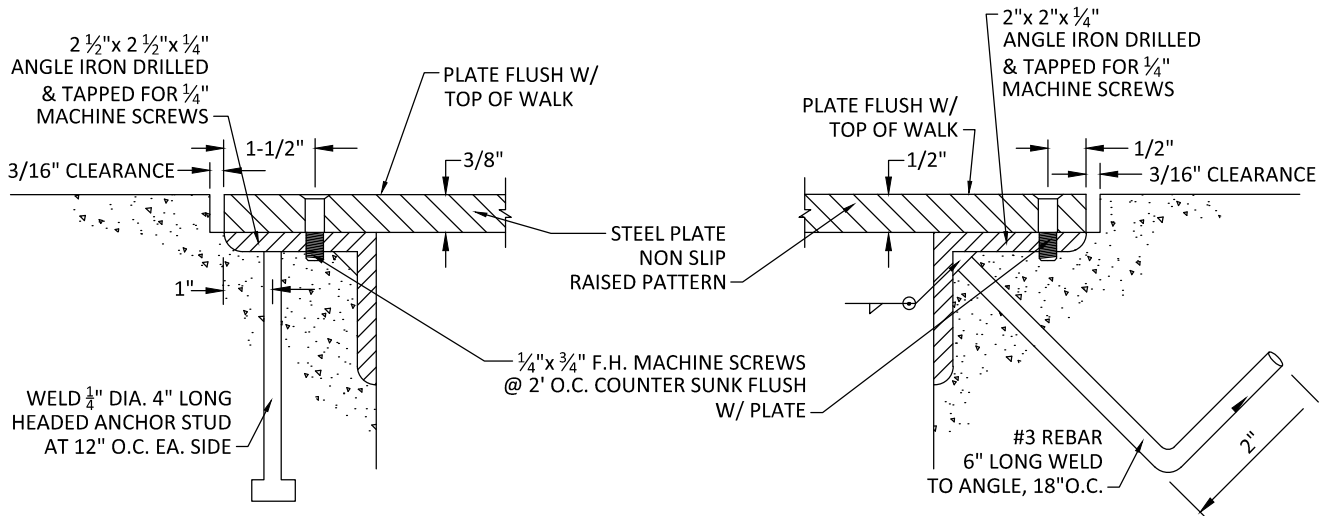 2 ½"x 2 ½"x ¼"
ANGLE IRON DRILLED
& TAPPED FOR ¼"
MACHINE SCREWS
PLATE FLUSH W/
TOP OF WALK
1-1/2"
3/8"
3/16" CLEARANCE
1"
WELD ¼" DIA. 4" LONG
HEADED ANCHOR STUD
AT 12" O.C. EA. SIDE
STEEL PLATE
NON SLIP
RAISED PATTERN
¼"x ¾" F.H. MACHINE SCREWS
@ 2' O.C. COUNTER SUNK FLUSH
W/ PLATE
2"x 2"x ¼"
ANGLE IRON DRILLED
& TAPPED FOR ¼"
MACHINE SCREWS
PLATE FLUSH W/
TOP OF WALK
1/2"
1/2"
3/16" CLEARANCE
#3 REBAR
6" LONG WELD
TO ANGLE, 18"O.C.
2"